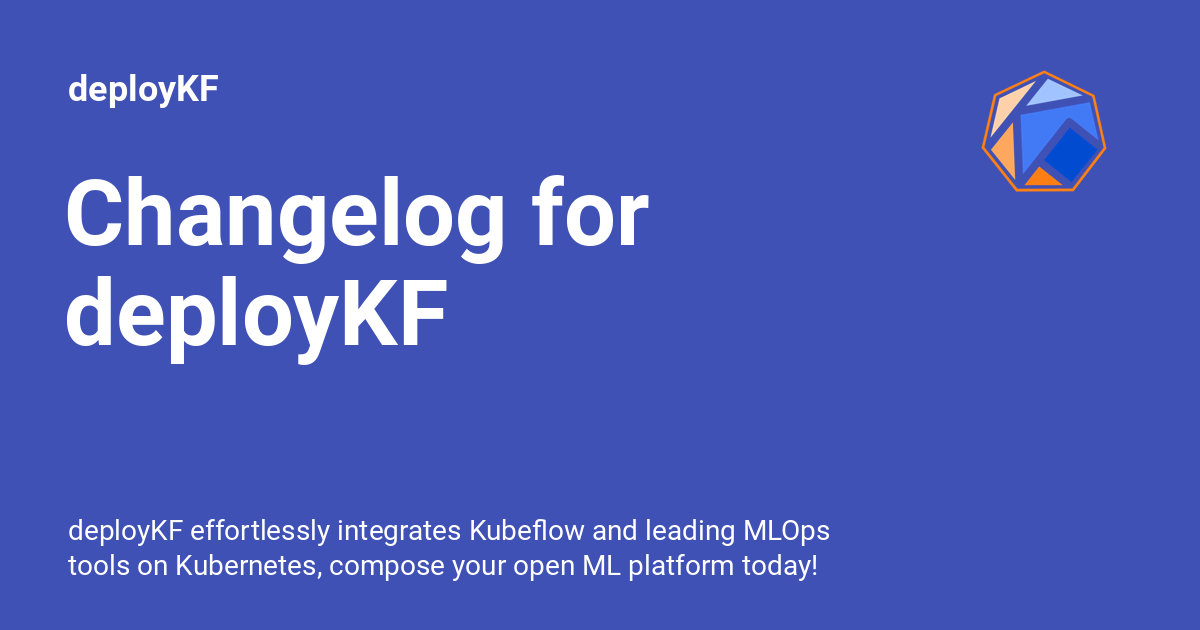 deployKF
Changelog for
deployKF
deployKF effortlessly integrates Kubeflow and leading MLOps
tools on Kubernetes, compose your open ML platform today!